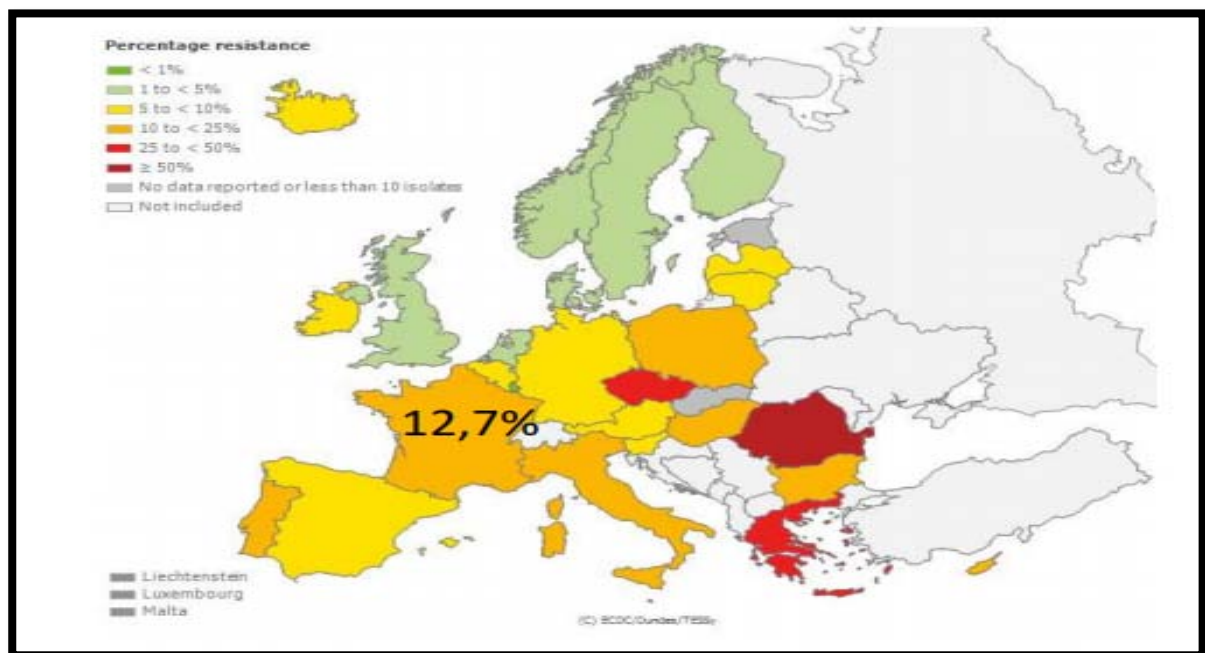 Percentage resistance
< 1%
1 to < 5%
5 to < 10%
10 to < 25%
25 to < 50%
≥ 50%
No data reported or less than 10 isolates
Not included
12,7%
Liechtenstein
Luxembourg
Malta
(C) ECDC/Dundas/TESSy